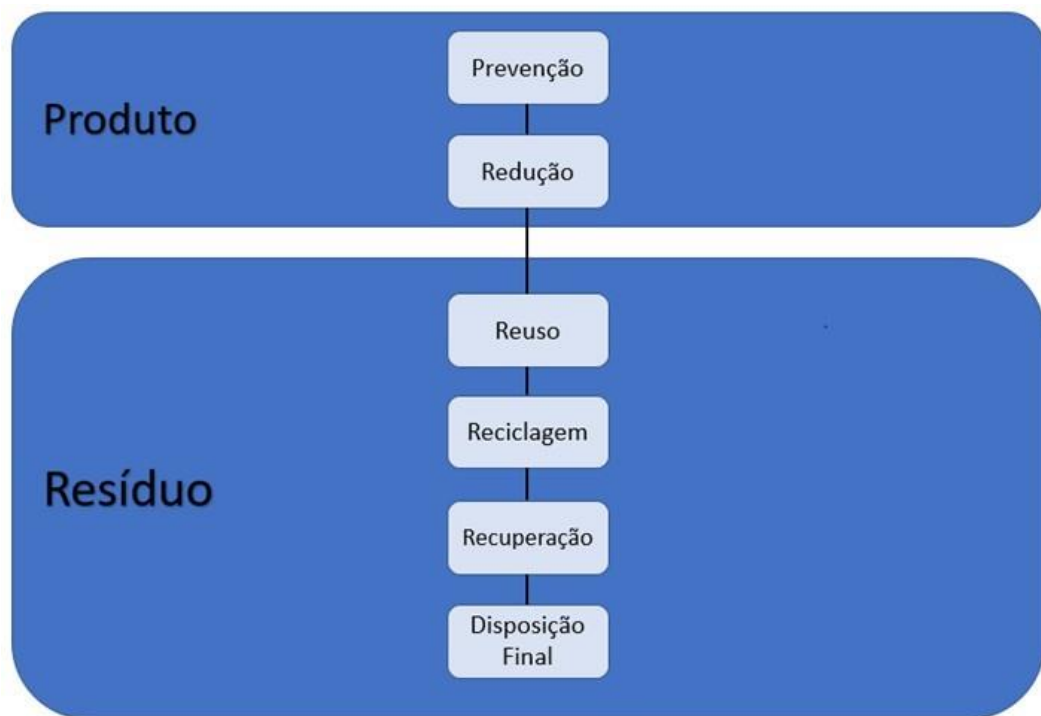 Produto
Prevenção
Redução
Resíduo
Reuso
Reciclagem
Recuperação
Disposição
Final